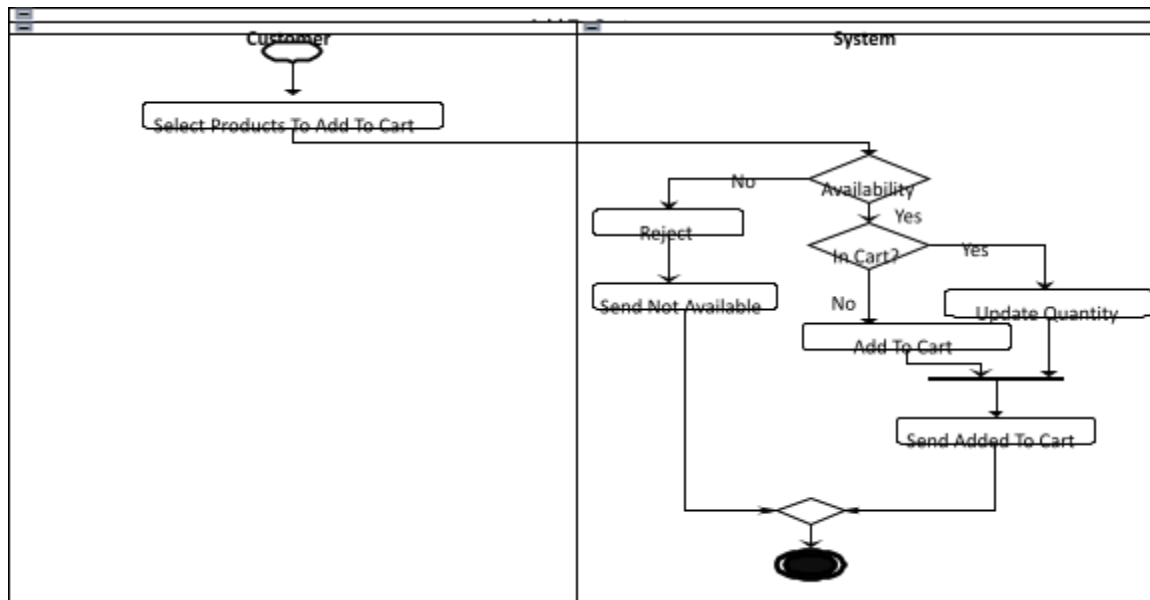 Customer
System
Select Products To Add To Cart
No
Availability
Yes
Reject
In Cart?
Yes
Send Not Available
No
Update Quantity
Add To Cart
Send Added To Cart